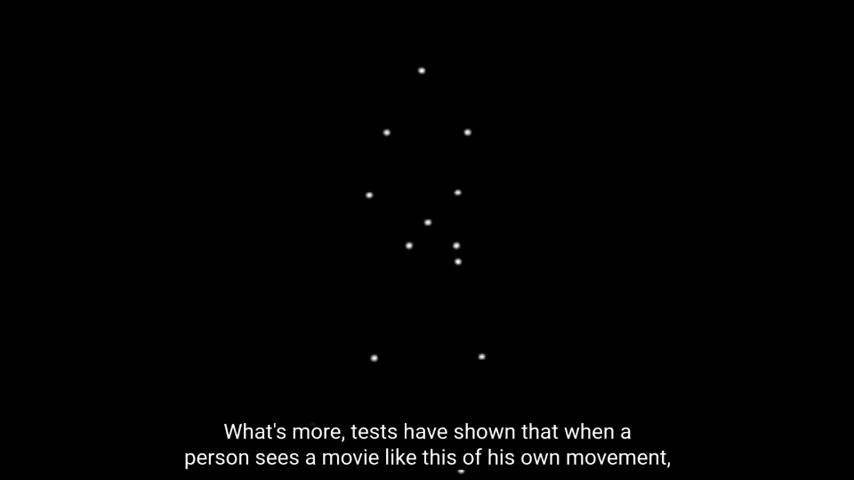 What's more, tests have shown that when a
person sees a movie like this of his own movement,